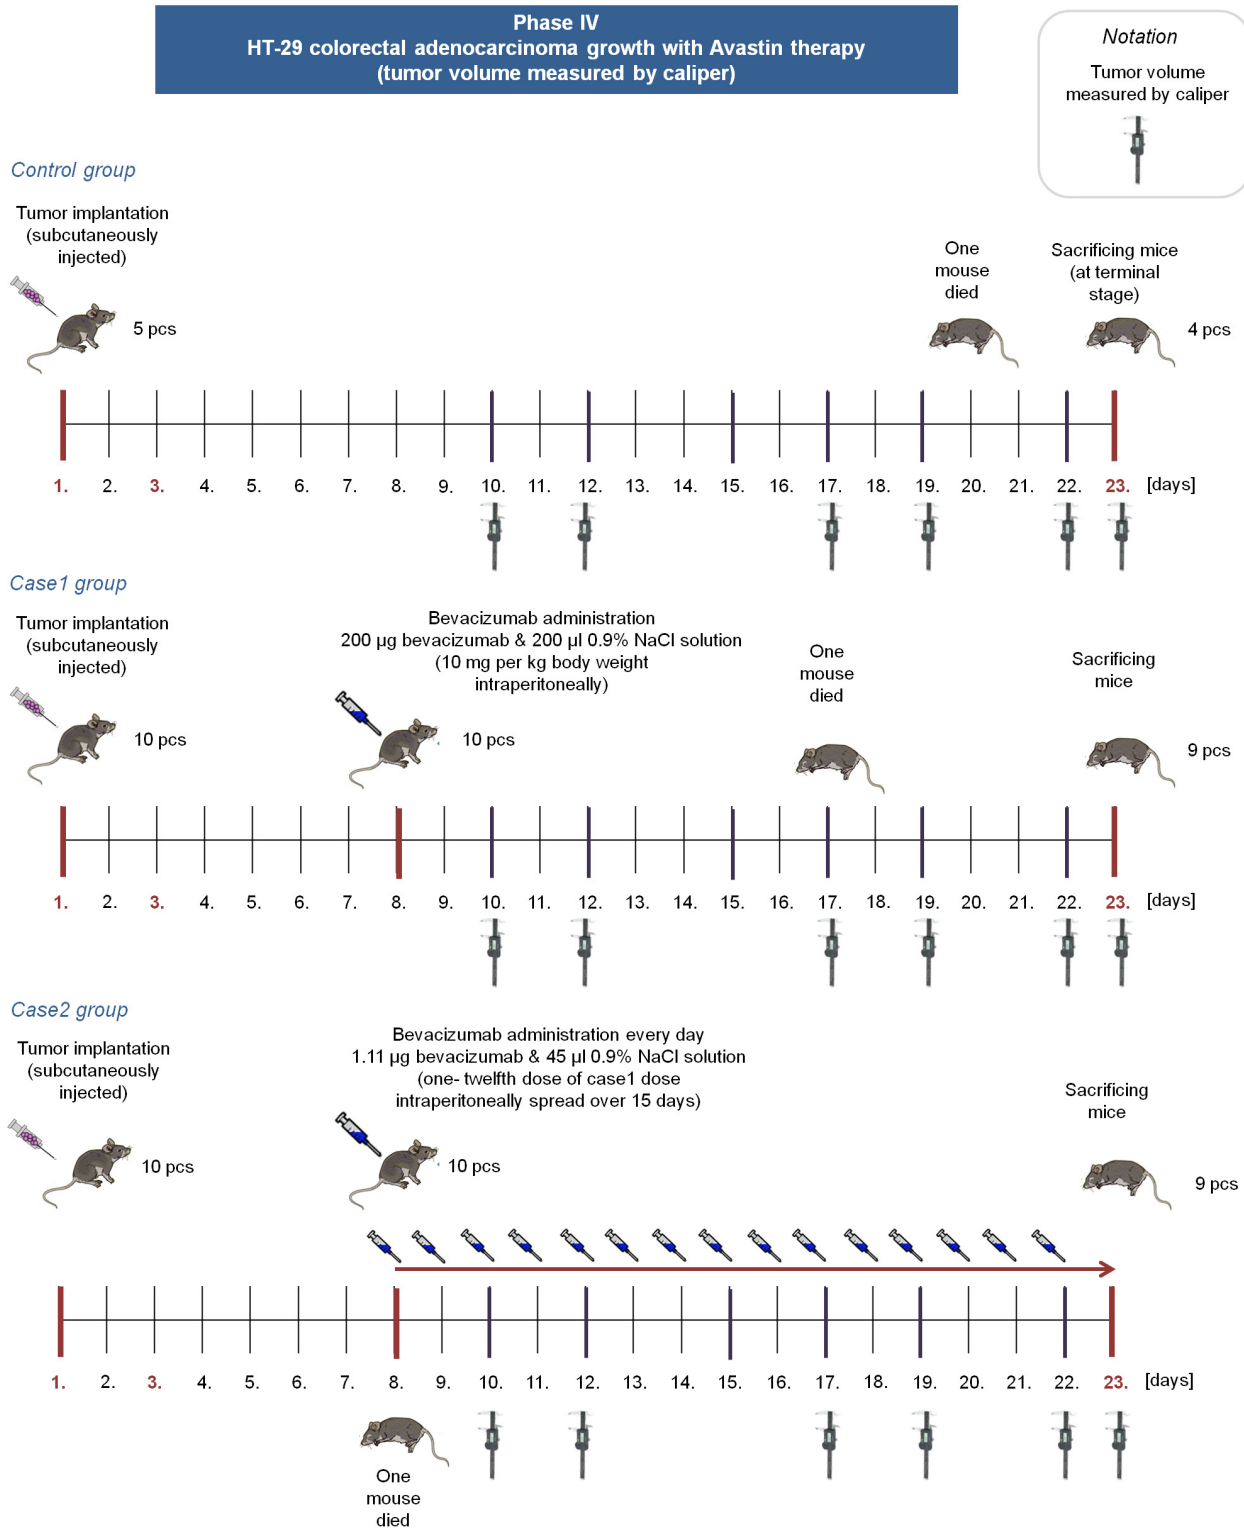 Phase IV
HT-29 colorectal adenocarcinoma growth with Avastin therapy
(tumor volume measured by caliper)
Notation
Tumor volume
measured by caliper
Control group
Tumor implantation
(subcutaneously
injected)
5 pcs
One
mouse
died
Sacrificing mice
(at terminal
stage)
4 pcs
1. 2. 3. 4. 5. 6. 7. 8. 9. 10. 11. 12. 13. 14. 15. 16. 17. 18. 19. 20. 21. 22. 23. [days]
Case1 group
Tumor implantation
(subcutaneously
injected)
10 pcs
Bevacizumab administration
200 µg bevacizumab & 200 µl 0.9% NaCl solution
(10 mg per kg body weight
intraperitoneally)
10 pcs
One
mouse
died
Sacrificing
mice
9 pcs
1. 2. 3. 4. 5. 6. 7. 8. 9. 10. 11. 12. 13. 14. 15. 16. 17. 18. 19. 20. 21. 22. 23. [days]
Case2 group
Tumor implantation
(subcutaneously
injected)
10 pcs
Bevacizumab administration every day
1.11 µg bevacizumab & 45 µl 0.9% NaCl solution
(one- twelfth dose of case1 dose
intraperitoneally spread over 15 days)
10 pcs
Sacrificing
mice
9 pcs
1. 2. 3. 4. 5. 6. 7. 8. 9. 10. 11. 12. 13. 14. 15. 16. 17. 18. 19. 20. 21. 22. 23. [days]
One
mouse
died